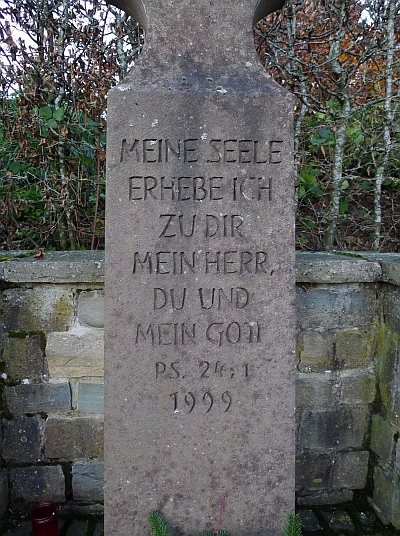 MEINE SEELE
ERHEBE ICH
ZU DIR
MEIN HERR,
DU UND
MEIN GOTT
PS. 24,1
1999